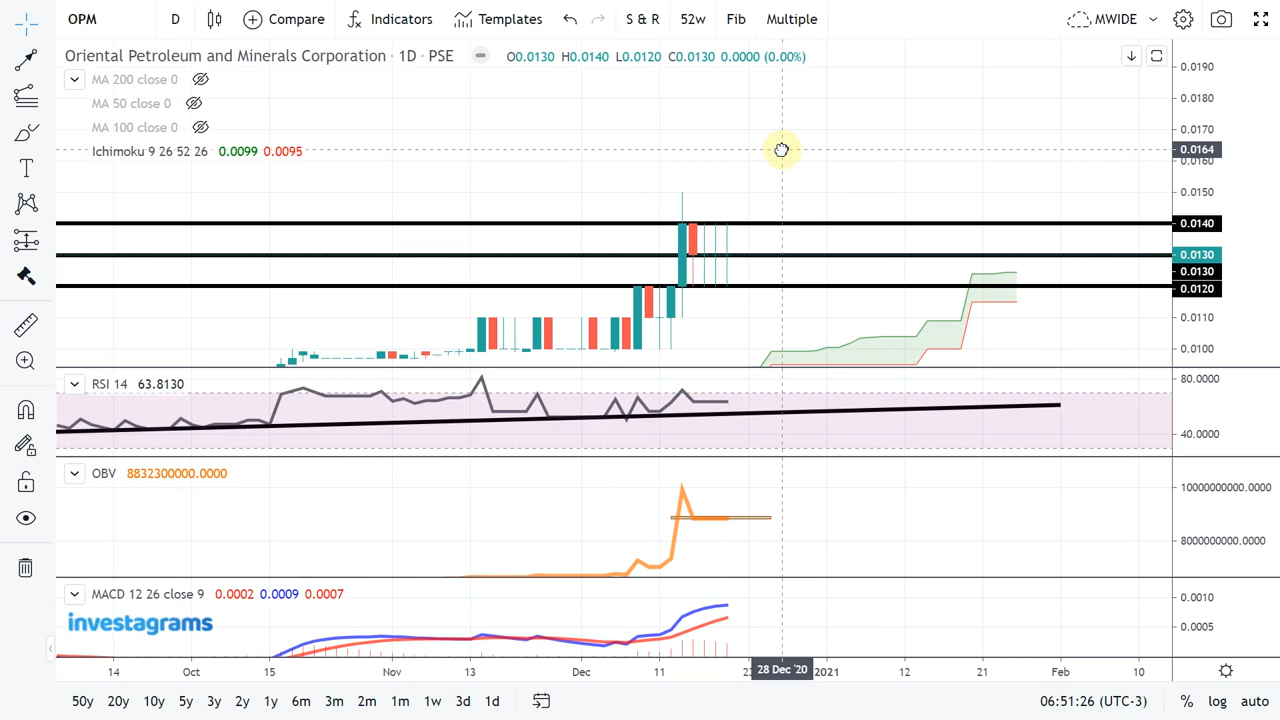 OPM D Compare Indicators Templates S & R 52w Fib Multiple MWIDE
Oriental Petroleum and Minerals Corporation · 1D · PSE O0.0130 H0.0140 L0.0120 C0.0130 0.0000 (0.00%)
MA 200 close 0
MA 50 close 0
MA 100 close 0
Ichimoku 9 26 52 26 0.0099 0.0095
0.0190
0.0180
0.0170
0.0164
0.0160
0.0150
0.0140
0.0130
0.0130
0.0120
0.0110
0.0100
RSI 14 63.8130
80.0000
40.0000
OBV 8832300000.0000
10000000000.0000
8000000000.0000
MACD 12 26 close 9 0.0002 0.0009 0.0007
0.0010
0.0005
investagrams
14 Oct 15 Nov 13 Dec 11 28 Dec '20 2021 12 21 Feb 10
50y 20y 10y 5y 3y 2y 1y 6m 3m 2m 1m 1w 3d 1d 06:51:26 (UTC-3) % log auto